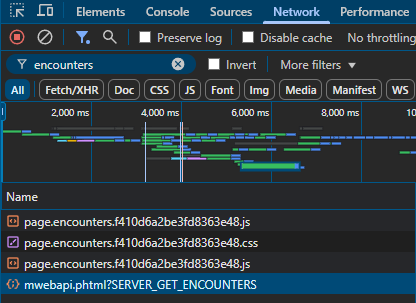 Elements Console Sources Network Performance
Preserve log Disable cache No throttling
encounters Invert More filters
All Fetch/XHR Doc CSS JS Font Img Media Manifest WS
2,000 ms 4,000 ms 6,000 ms 8,000 ms 10
Name
page.encounters.f410d6a2be3fd8363e48.js
page.encounters.f410d6a2be3fd8363e48.css
page.encounters.f410d6a2be3fd8363e48.js
mwebapi.phtml?SERVER_GET_ENCOUNTERS